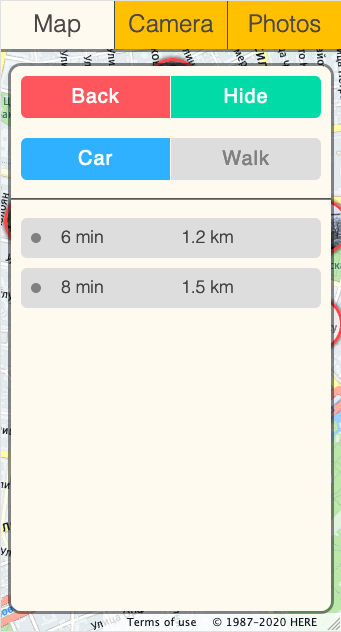 Map Camera Photos
Back Hide
Car Walk
6 min 1.2 km
8 min 1.5 km
Terms of use © 1987-2020 HERE